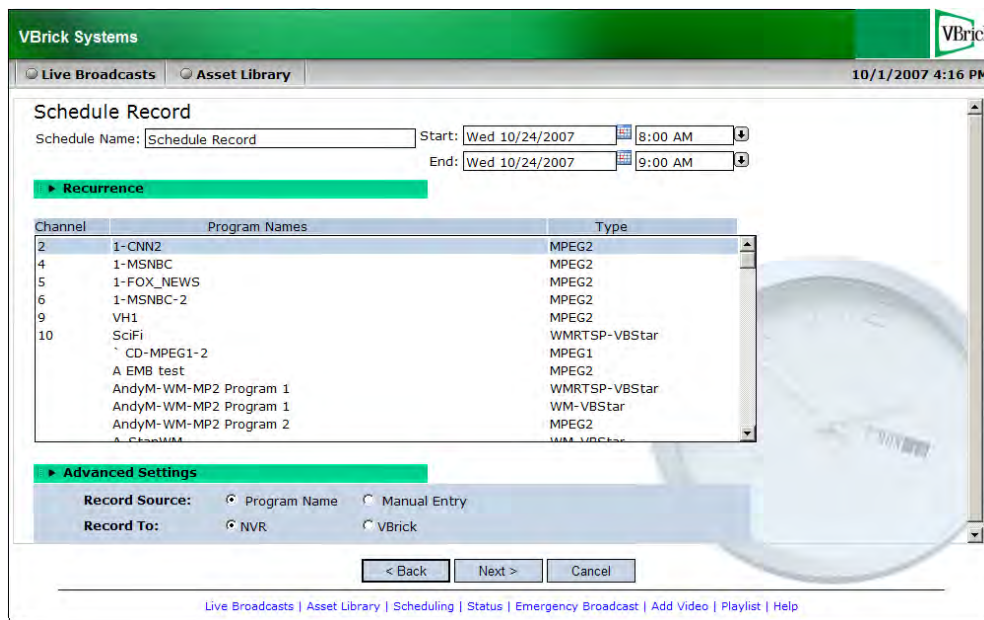 VBrick Systems
VBrick
Live Broadcasts Asset Library 10/1/2007 4:16 PM
Schedule Record
Schedule Name: Schedule Record Start: Wed 10/24/2007 8:00 AM
End: Wed 10/24/2007 9:00 AM
Recurrence
Channel Program Names Type
2 1-CNN2 MPEG2
4 1-MSNBC MPEG2
5 1-FOX_NEWS MPEG2
6 1-MSNBC-2 MPEG2
9 VH1 MPEG2
10 SciFi WMRTSP-VBStar
` CD-MPEG1-2 MPEG1
A EMB test MPEG2
AndyM-WM-MP2 Program 1 WMRTSP-VBStar
AndyM-WM-MP2 Program 1 WM-VBStar
AndyM-WM-MP2 Program 2 MPEG2
A-StanWM WM-VBStar
Advanced Settings
Record Source: Program Name Manual Entry
Record To: NVR VBrick
< Back Next > Cancel
Live Broadcasts | Asset Library | Scheduling | Status | Emergency Broadcast | Add Video | Playlist | Help